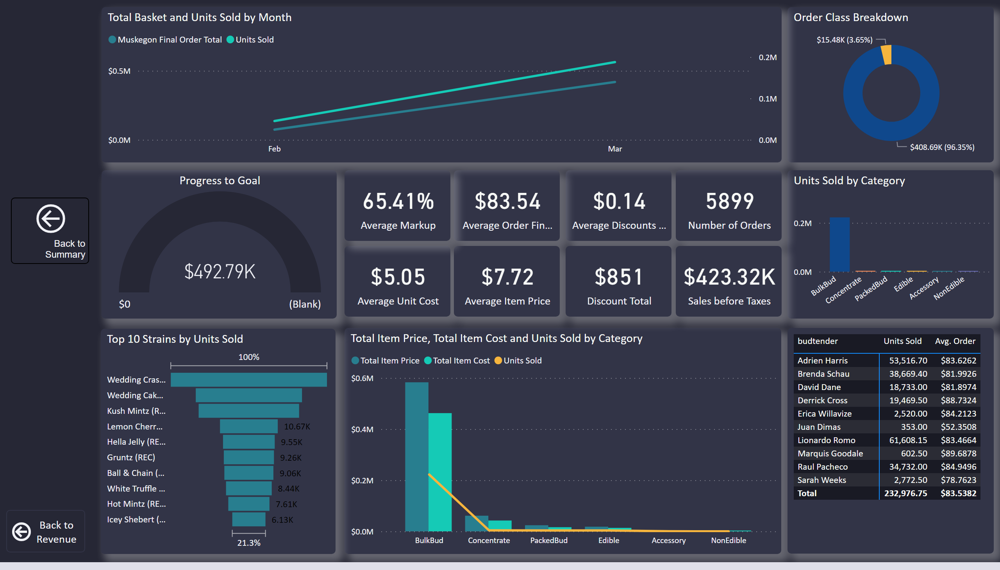 Total Basket and Units Sold by Month
Muskegon Final Order Total Units Sold
$0.5M
$0.0M
0.2M
0.1M
0.0M
Feb
Mar
Order Class Breakdown
$15.48K (3.65%)
$408.69K (96.35%)
Back to
Summary
Progress to Goal
$492.79K
$0
(Blank)
65.41%
Average Markup
$83.54
Average Order Fin...
$0.14
Average Discounts ...
5899
Number of Orders
$5.05
Average Unit Cost
$7.72
Average Item Price
$851
Discount Total
$423.32K
Sales before Taxes
Units Sold by Category
0.2M
0.0M
BulkBud
Concentrate
PackedBud
Edible
Accessory
NonEdible
Back to
Revenue
Top 10 Strains by Units Sold
100%
Wedding Cras...
Wedding Cak...
Kush Mintz (R...
Lemon Cherr... 10.67K
Hella Jelly (RE... 9.55K
Gruntz (REC) 9.26K
Ball & Chain (... 9.06K
White Truffle ... 8.44K
Hot Mintz (RE... 7.61K
Icey Shebert (... 6.13K
21.3%
Total Item Price, Total Item Cost and Units Sold by Category
Total Item Price Total Item Cost Units Sold
$0.6M
$0.4M
$0.2M
$0.0M
BulkBud
Concentrate
PackedBud
Edible
Accessory
NonEdible
budtender Units Sold Avg. Order
Adrien Harris 53,516.70 $83.6262
Brenda Schau 38,669.40 $81.9926
David Dane 18,733.00 $81.8974
Derrick Cross 19,469.50 $88.7324
Erica Willavize 2,520.00 $84.2123
Juan Dimas 353.00 $52.3508
Lionardo Romo 61,608.15 $83.4664
Marquis Goodale 602.50 $89.6878
Raul Pacheco 34,732.00 $84.9496
Sarah Weeks 2,772.50 $78.7623
Total 232,976.75 $83.5382